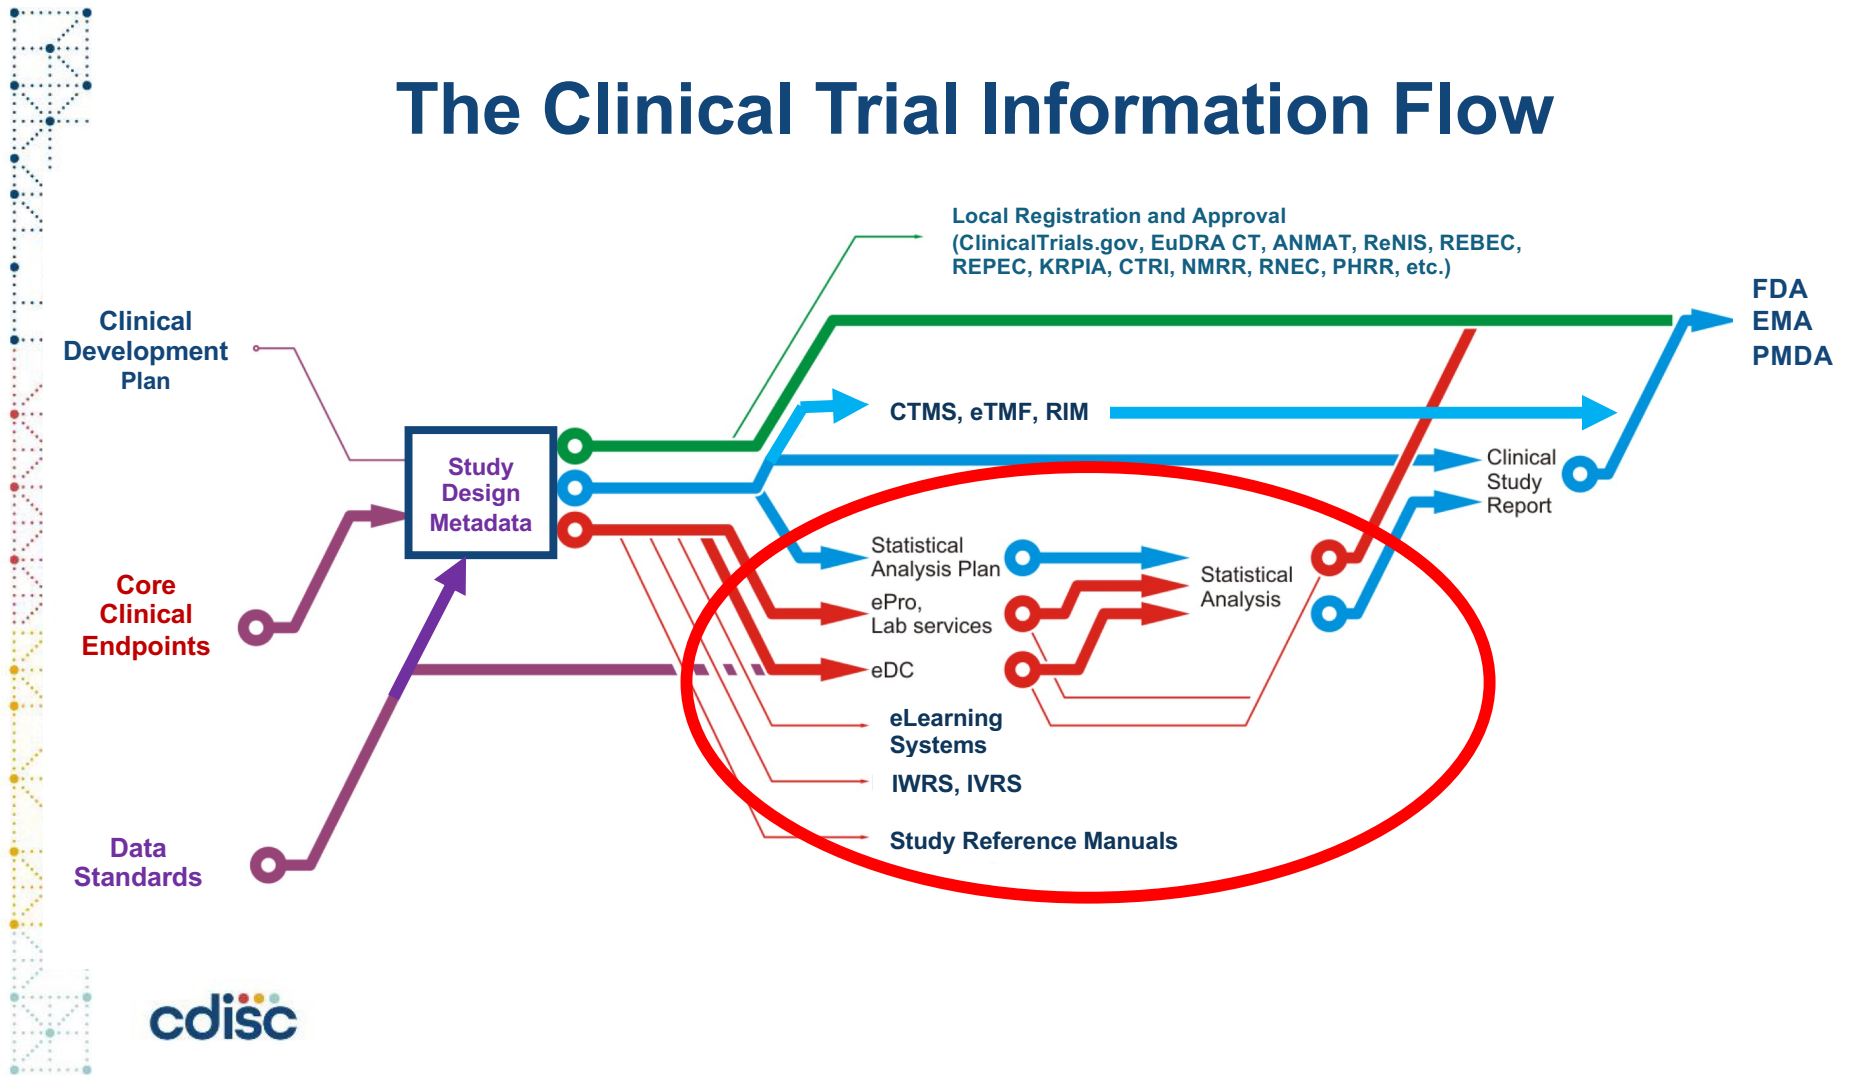 The Clinical Trial Information Flow
Local Registration and Approval
(ClinicalTrials.gov, EuDRA CT, ANMAT, ReNIS, REBEC,
REPEC, KRPIA, CTRI, NMRR, RNEC, PHRR, etc.)
FDA
EMA
PMDA
Clinical
Development
Plan
CTMS, eTMF, RIM
Study
Design
Metadata
Clinical
Study
Report
Statistical
Analysis Plan
Statistical
Analysis
Core
Clinical
Endpoints
ePro,
Lab services
eDC
eLearning
Systems
IWRS, IVRS
Study Reference Manuals
Data
Standards
cdisc